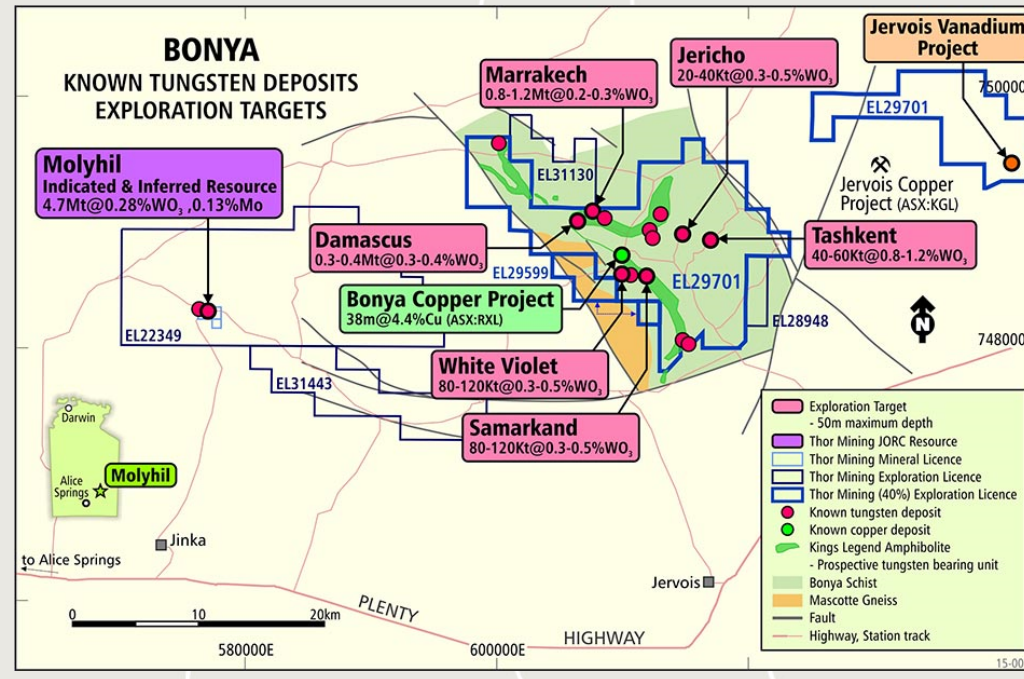 BONYA
KNOWN TUNGSTEN DEPOSITS
EXPLORATION TARGETS
Marrakech
0.8-1.2Mt@0.2-0.3%WO₃
Jericho
20-40Kt@0.3-0.5%WO₃
Jervois Vanadium
Project
750000
EL29701
Molyhil
Indicated & Inferred Resource
4.7Mt@0.28%WO₃ ,0.13%Mo
EL31130
Jervois Copper
Project (ASX:KGL)
Damascus
0.3-0.4Mt@0.3-0.4%WO₃
Tashkent
40-60Kt@0.8-1.2%WO₃
EL29599
EL29701
Bonya Copper Project
38m@4.4%Cu (ASX:RXL)
EL22349
EL28948
748000
White Violet
80-120Kt@0.3-0.5%WO₃
EL31443
Samarkand
80-120Kt@0.3-0.5%WO₃
Darwin
Alice
Springs
Molyhil
Exploration Target
- 50m maximum depth
Thor Mining JORC Resource
Thor Mining Mineral Licence
Thor Mining Exploration Licence
Thor Mining (40%) Exploration Licence
Known tungsten deposit
Known copper deposit
Kings Legend Amphibolite
- Prospective tungsten bearing unit
Bonya Schist
Mascotte Gneiss
Fault
Highway, Station track
Jinka
to Alice Springs
Jervois
PLENTY
HIGHWAY
0 10 20km
580000E
600000E
N
15-00